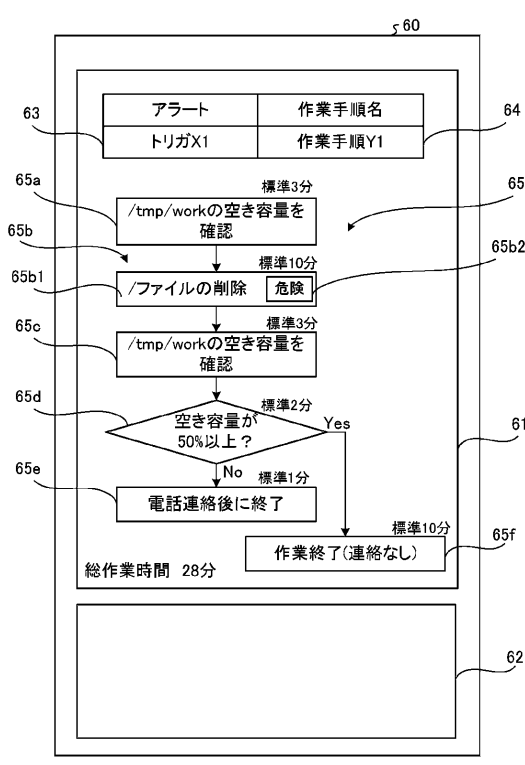 60
アラート 作業手順名
63
64
トリガX1 作業手順Y1
65a
標準3分
65
/tmp/workの空き容量を
確認
65b
65b2
標準10分
65b1
/ファイルの削除 危険
65c
標準3分
/tmp/workの空き容量を
確認
65d
標準2分
空き容量が
50%以上?
Yes
61
No
65e
標準1分
電話連絡後に終了
標準10分
65f
作業終了(連絡なし)
総作業時間 28分
62